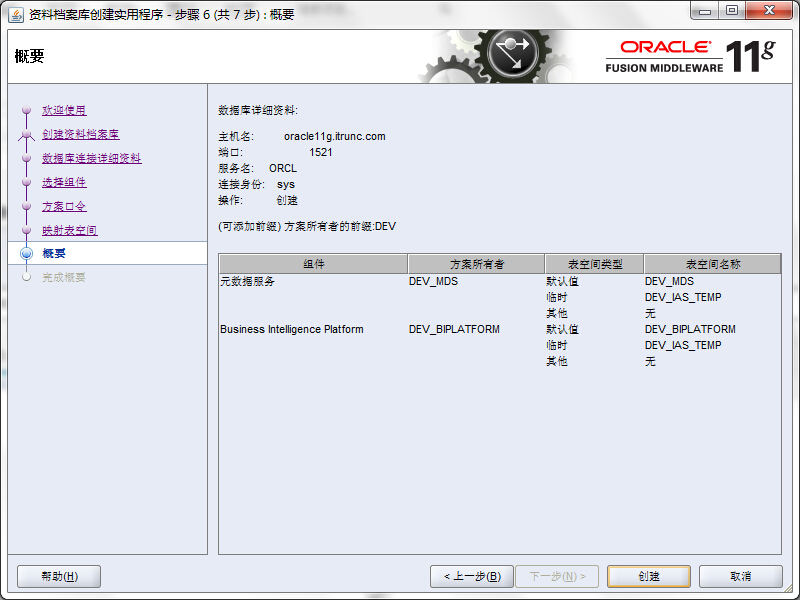 资料档案库创建实用程序 - 步骤 6 (共 7 步) : 概要
概要
ORACLE
FUSION MIDDLEWARE
11g
欢迎使用
创建资料档案库
数据库连接详细资料
选择组件
方案口令
映射表空间
概要
完成概要
数据库详细资料:
主机名: oracle11g.itrunc.com
端口: 1521
服务名: ORCL
连接身份: sys
操作: 创建
(可添加前缀) 方案所有者的前缀:DEV
组件 方案所有者 表空间类型 表空间名称
元数据服务 DEV_MDS 默认值 DEV_MDS
临时 DEV_IAS_TEMP
其他 无
Business Intelligence Platform DEV_BIPLATFORM 默认值 DEV_BIPLATFORM
临时 DEV_IAS_TEMP
其他 无
帮助(H) < 上一步(B) 下一步(N) > 创建 取消